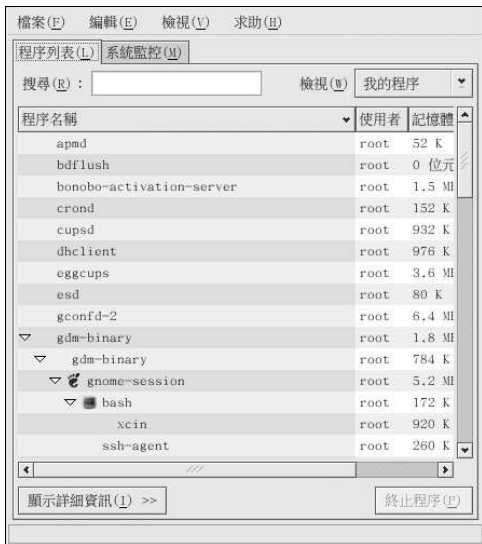 檔案(F) 編輯(E) 檢視(V) 求助(H)
程序列表(L) 系統監控(M)
搜尋(R) : 檢視(W) 我的程序
程序名稱 使用者 記憶體
apmd root 52 K
bdflush root 0 位元
bonobo-activation-server root 1.5 MI
crond root 152 K
cupsd root 932 K
dhclient root 976 K
eggcups root 3.6 MI
esd root 80 K
gconfd-2 root 6.4 MI
gdm-binary root 1.8 MI
gdm-binary root 784 K
gnome-session root 5.2 MI
bash root 172 K
xcin root 920 K
ssh-agent root 260 K
顯示詳細資訊(I) >> 終止程序(P)